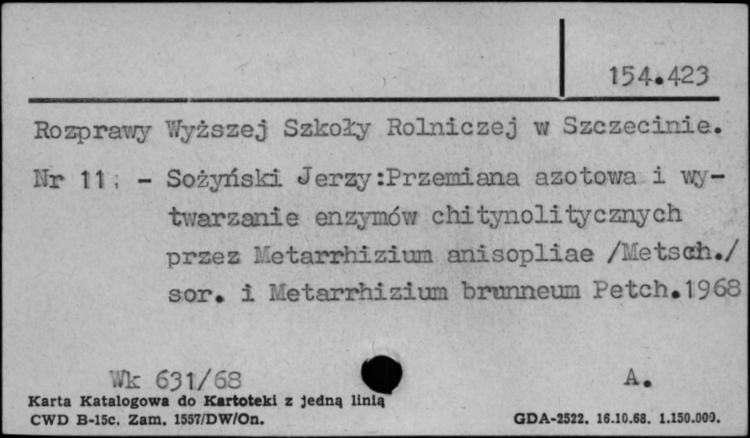 154.423
Rozprawy Wyższej Szkoły Rolniczej w Szczecinie.
Nr 11. - Sożyński Jerzy:Przemiana azotowa i wy-
twarzanie enzymów chitynolitycznych
przez Metarrhizium anisopliae /Metsch./
sor. i Metarrhizium brunneum Petch.1968
Wk 631/68 A.
Karta Katalogowa do Kartoteki z jedną linią
CWD B-15c. Zam. 1557/DW/On. GDA-2522. 16.10.68. 1.150.000.